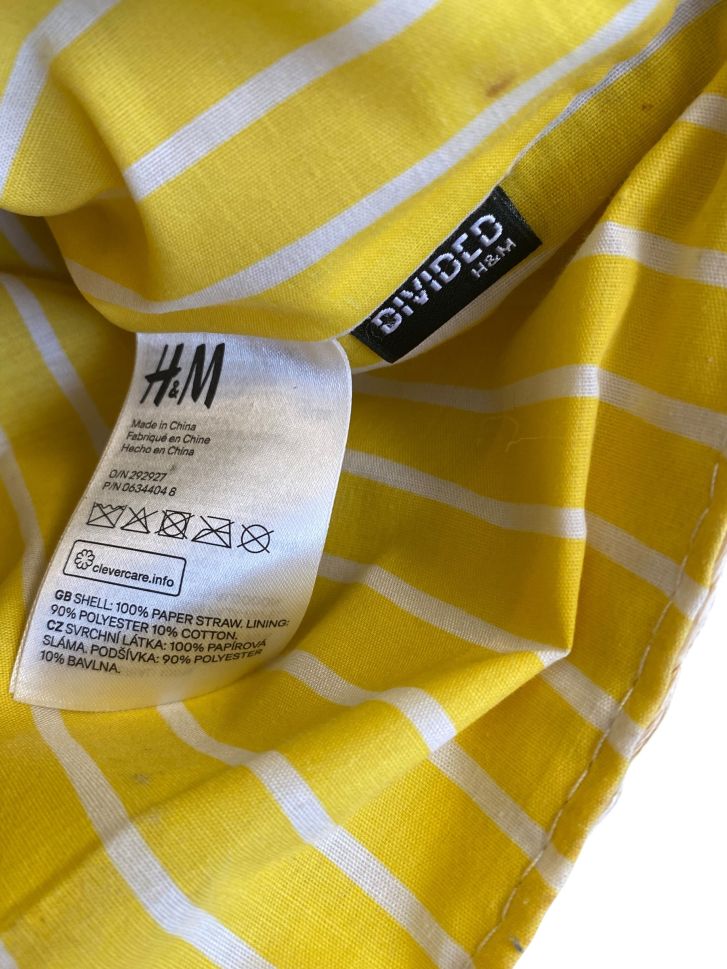 DIVIDED
H&M
H&M
Made in China
Fabriqué en Chine
Hecho en China
O/N 292927
P/N 0634404 8
clevercare.info
GB SHELL: 100% PAPER STRAW. LINING:
90% POLYESTER 10% COTTON.
CZ SVRCHNÍ LÁTKA: 100% PAPÍROVÁ
SLÁMA. PODŠÍVKA: 90% POLYESTER
10% BAVLNA.